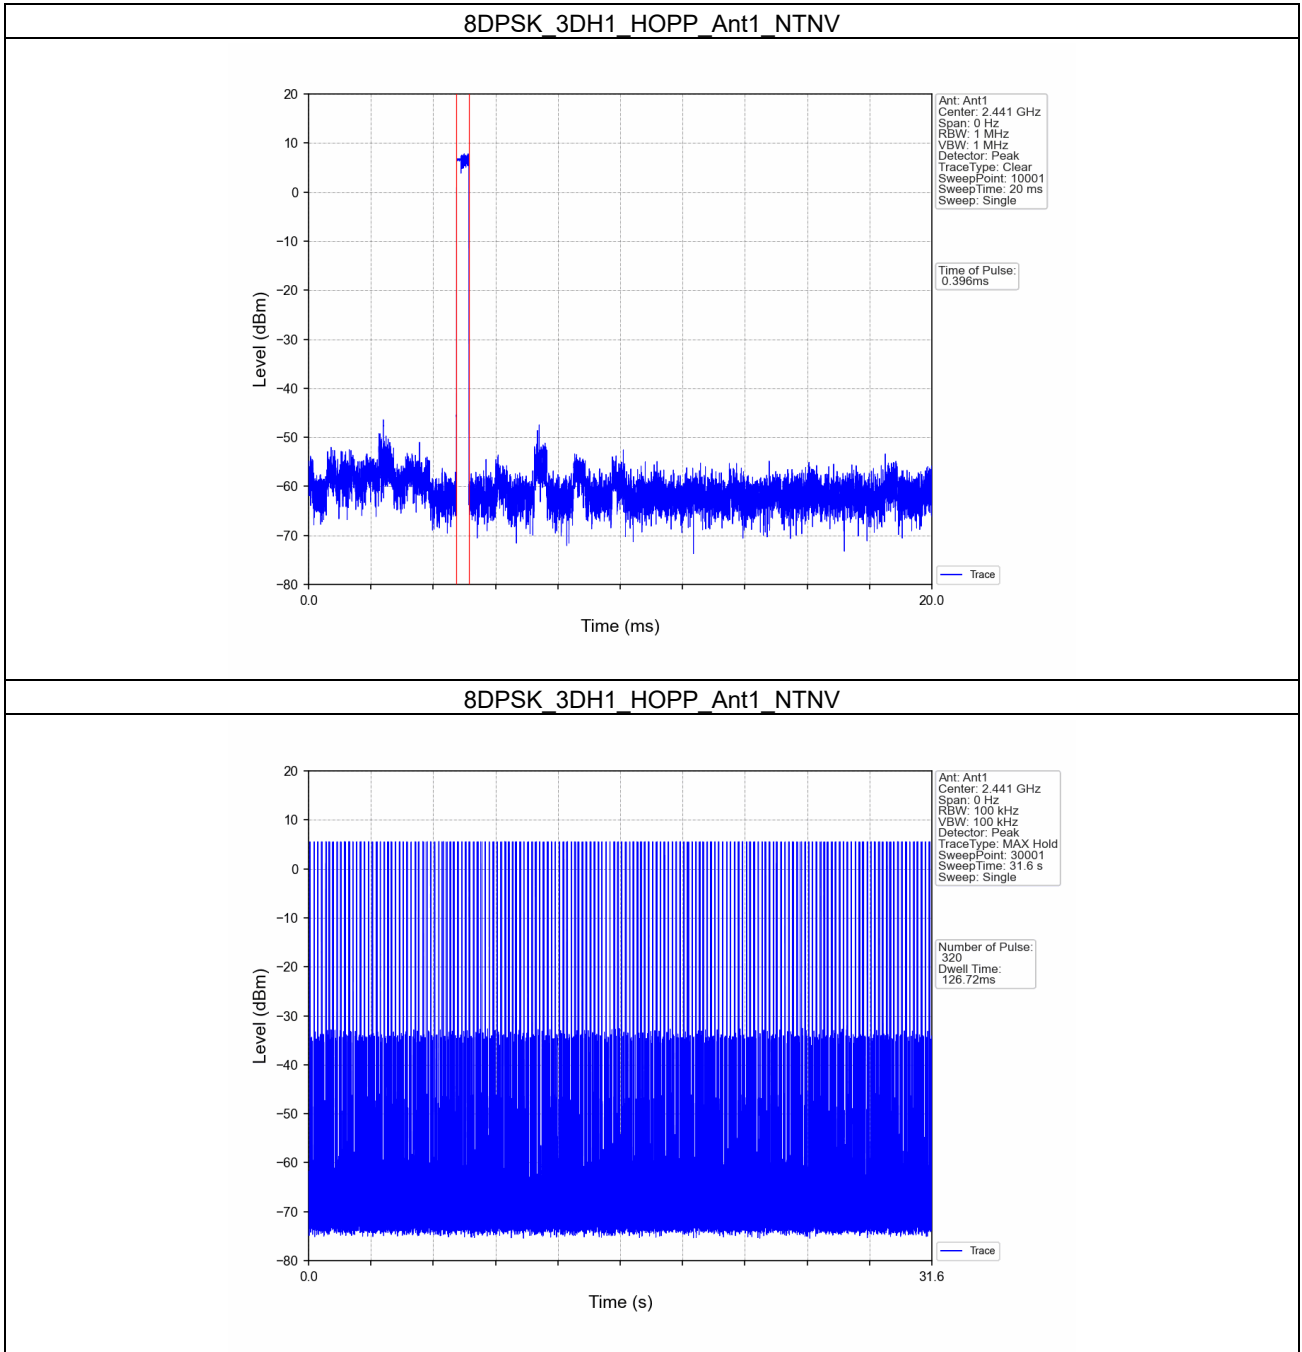 8DPSK_3DH1_HOPP_Ant1_NTNV
20
10
0
−10
−20
−30
−40
−50
−60
−70
−80
Level (dBm)
0.0
20.0
Time (ms)
Ant: Ant1
Center: 2.441 GHz
Span: 0 Hz
RBW: 1 MHz
VBW: 1 MHz
Detector: Peak
TraceType: Clear
SweepPoint: 10001
SweepTime: 20 ms
Sweep: Single
Time of Pulse:
0.396ms
Trace
8DPSK_3DH1_HOPP_Ant1_NTNV
20
10
0
−10
−20
−30
−40
−50
−60
−70
−80
Level (dBm)
0.0
31.6
Time (s)
Ant: Ant1
Center: 2.441 GHz
Span: 0 Hz
RBW: 100 kHz
VBW: 100 kHz
Detector: Peak
TraceType: MAX Hold
SweepPoint: 30001
SweepTime: 31.6 s
Sweep: Single
Number of Pulse:
320
Dwell Time:
126.72ms
Trace